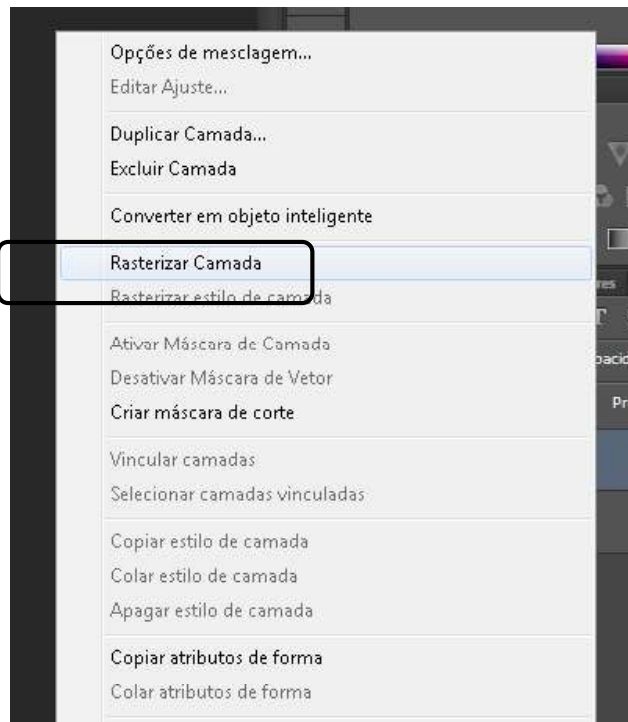 Opções de mesclagem...
Editar Ajuste...
Duplicar Camada...
Excluir Camada
Converter em objeto inteligente
Rasterizar Camada
Rasterizar estilo de camada
Ativar Máscara de Camada
Desativar Máscara de Vetor
Criar máscara de corte
Vincular camadas
Selecionar camadas vinculadas
Copiar estilo de camada
Colar estilo de camada
Apagar estilo de camada
Copiar atributos de forma
Colar atributos de forma